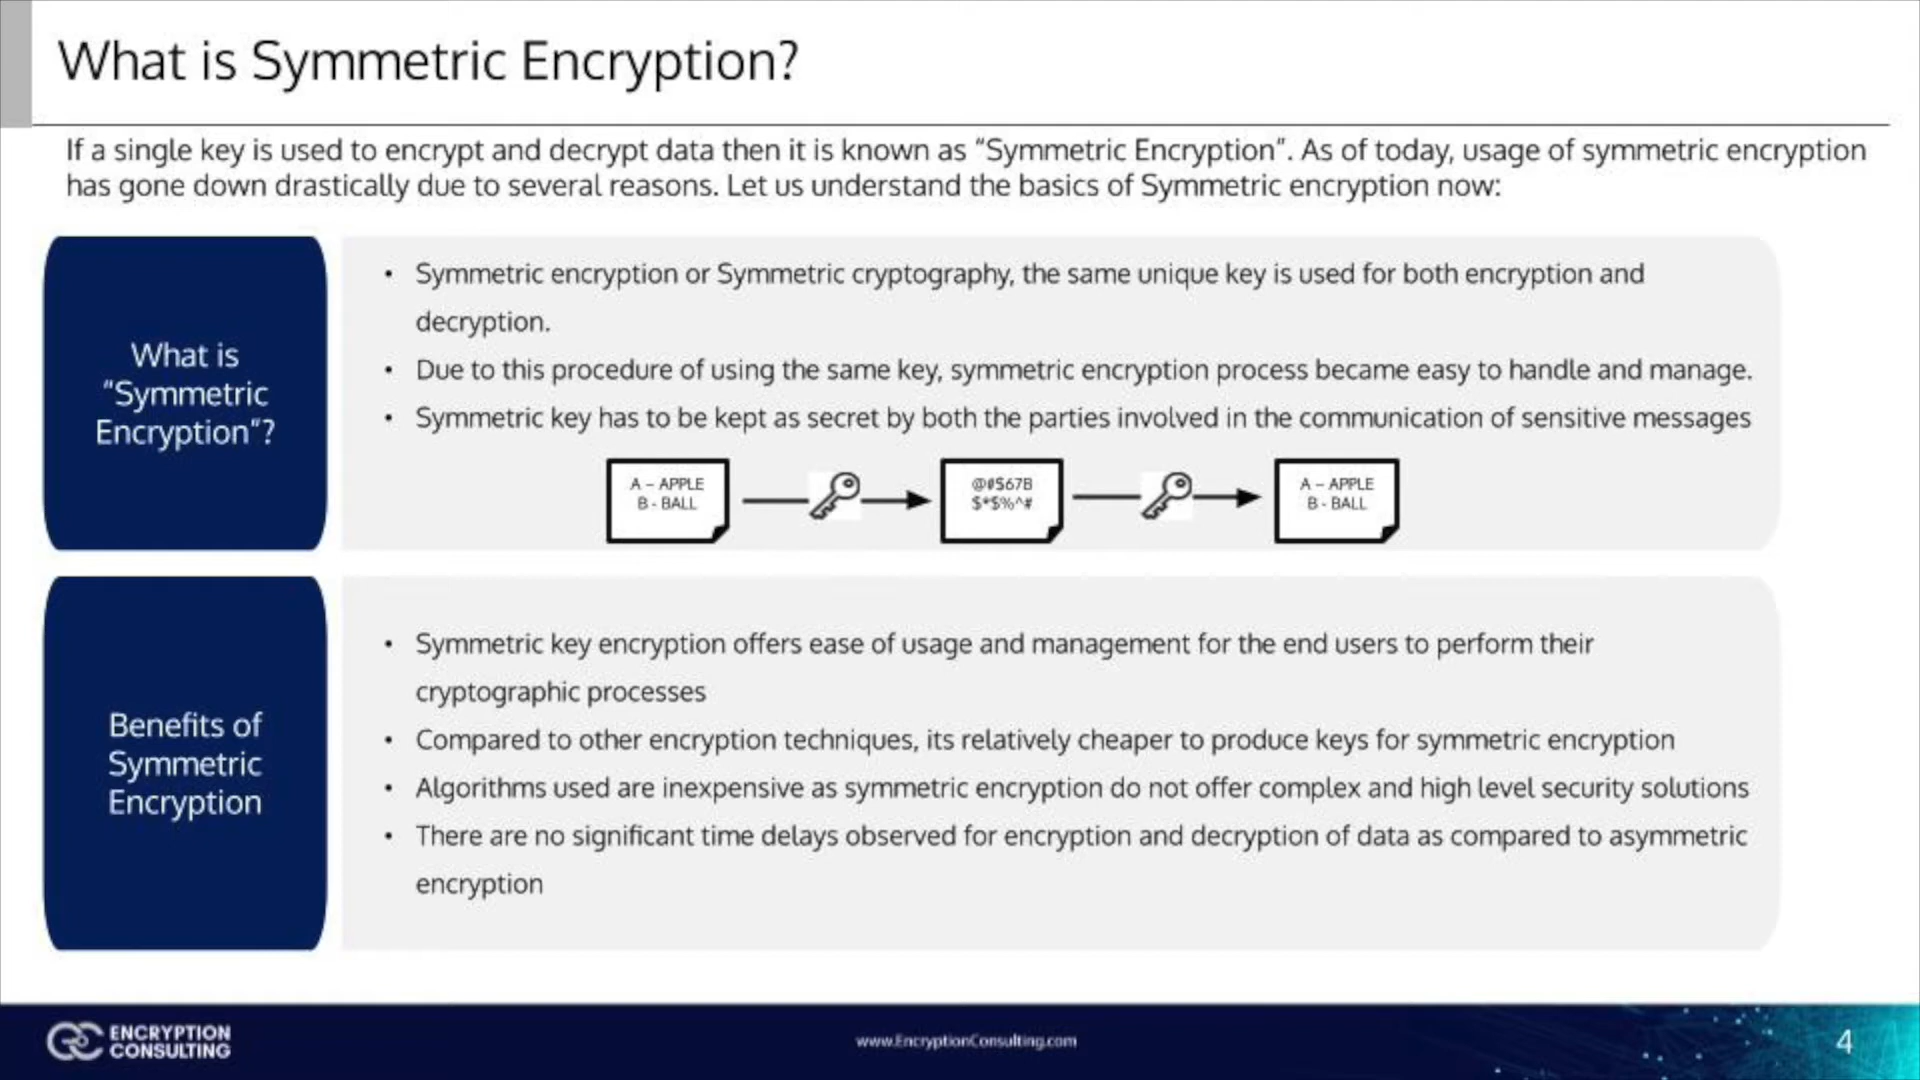 What is Symmetric Encryption?
If a single key is used to encrypt and decrypt data then it is known as “Symmetric Encryption”. As of today, usage of symmetric encryption
has gone down drastically due to several reasons. Let us understand the basics of Symmetric encryption now:
What is
“Symmetric
Encryption”?
• Symmetric encryption or Symmetric cryptography, the same unique key is used for both encryption and
decryption.
• Due to this procedure of using the same key, symmetric encryption process became easy to handle and manage.
• Symmetric key has to be kept as secret by both the parties involved in the communication of sensitive messages
A – APPLE
B - BALL
@#$67B
$*$%^#
A – APPLE
B - BALL
Benefits of
Symmetric
Encryption
• Symmetric key encryption offers ease of usage and management for the end users to perform their
cryptographic processes
• Compared to other encryption techniques, its relatively cheaper to produce keys for symmetric encryption
• Algorithms used are inexpensive as symmetric encryption do not offer complex and high level security solutions
• There are no significant time delays observed for encryption and decryption of data as compared to asymmetric
encryption
ENCRYPTION
CONSULTING
www.EncryptionConsulting.com
4